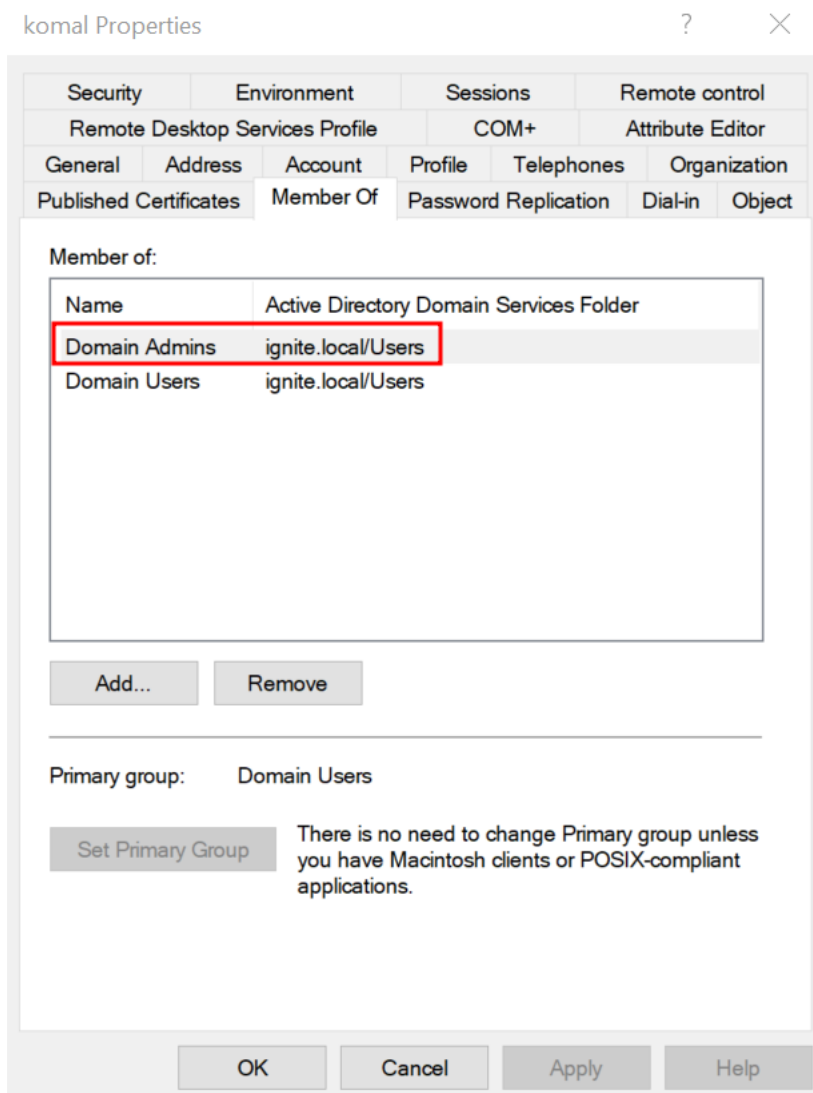 komal Properties ?
Security Environment Sessions Remote control
Remote Desktop Services Profile COM+ Attribute Editor
General Address Account Profile Telephones Organization
Published Certificates Member Of Password Replication Dial-in Object
Member of:
Name Active Directory Domain Services Folder
Domain Admins ignite.local/Users
Domain Users ignite.local/Users
Add... Remove
Primary group: Domain Users
Set Primary Group
There is no need to change Primary group unless
you have Macintosh clients or POSIX-compliant
applications.
OK Cancel Apply Help